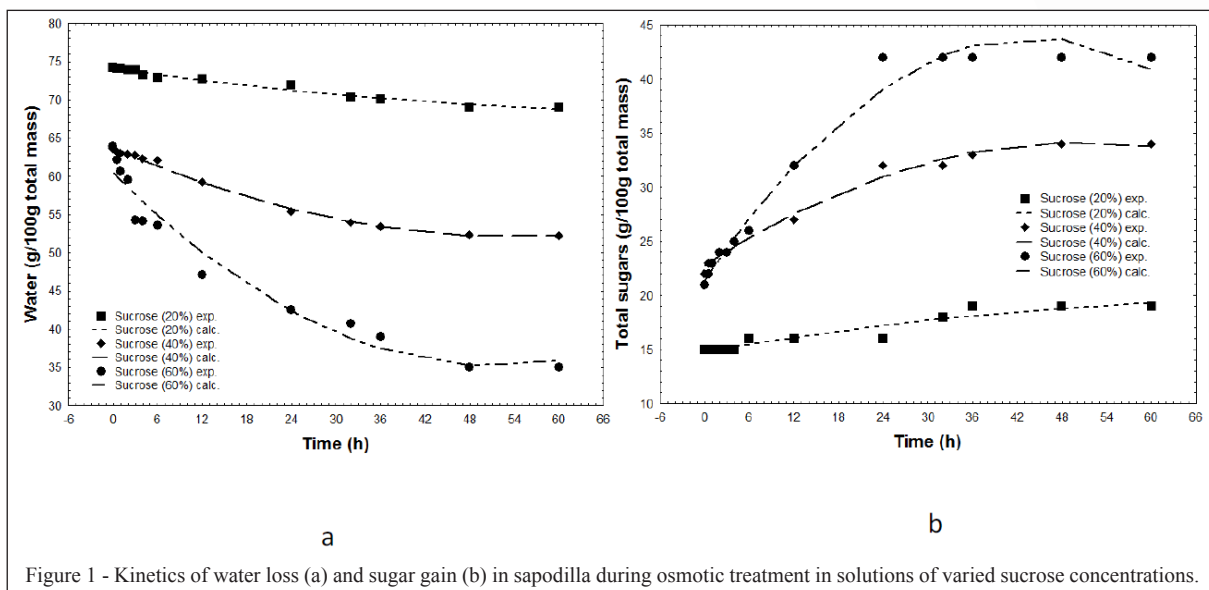 80
75
70
65
60
55
50
45
40
35
30
Water (g/100g total mass)
Sucrose (20%) exp.
Sucrose (20%) calc.
Sucrose (40%) exp.
Sucrose (40%) calc.
Sucrose (60%) exp.
Sucrose (60%) calc.
-6 0 6 12 18 24 30 36 42 48 54 60 66
Time (h)
a
45
40
35
30
25
20
15
10
Total sugars (g/100g total mass)
Sucrose (20%) exp.
Sucrose (20%) calc.
Sucrose (40%) exp.
Sucrose (40%) calc.
Sucrose (60%) exp.
Sucrose (60%) calc.
-6 0 6 12 18 24 30 36 42 48 54 60 66
Time (h)
b
Figure 1 - Kinetics of water loss (a) and sugar gain (b) in sapodilla during osmotic treatment in solutions of varied sucrose concentrations.